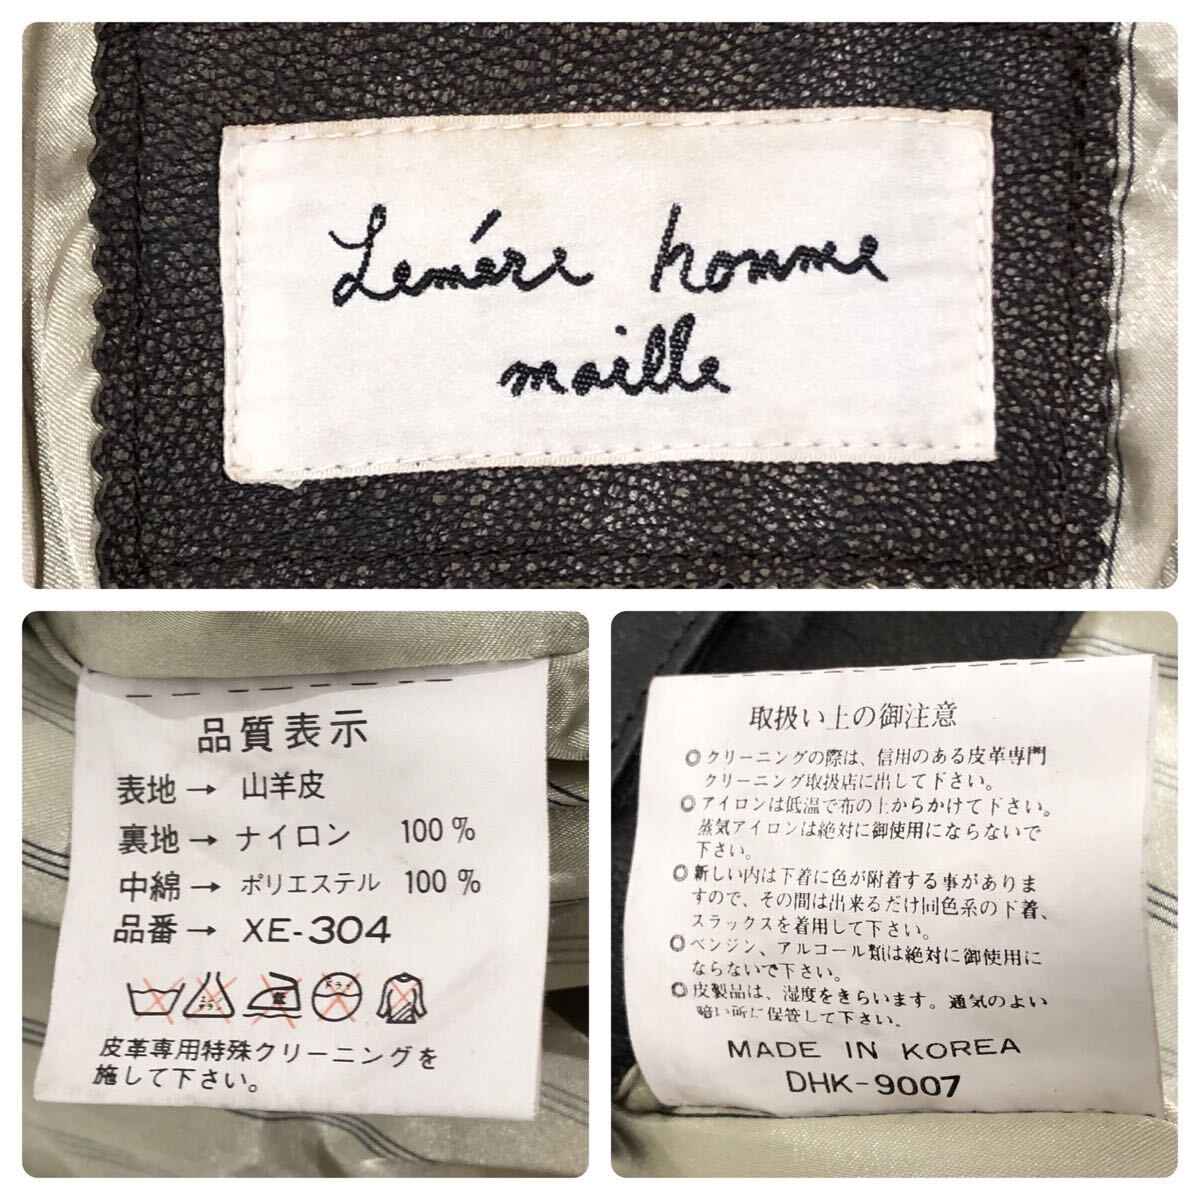 Lemére homme
maille
品質表示
表地→ 山羊皮
裏地→ ナイロン 100%
中綿→ ポリエステル 100%
品番→ XE-304
ドライ
皮革専用特殊クリーニングを
施して下さい。
取扱い上の御注意
◎クリーニングの際は、信用のある皮革専門
クリーニング取扱店に出して下さい。
◎アイロンは低温で布の上からかけて下さい。
蒸気アイロンは絶対に御使用にならないで
下さい。
◎新しい内は下着に色が附着する事がありま
すので、その間は出来るだけ同色系の下着、
スラックスを着用して下さい。
◎ベンジン、アルコール類は絶対に御使用に
ならないで下さい。
◎皮製品は、湿度をきらいます。通気のよい
暗い所に保管して下さい。
MADE IN KOREA
DHK-9007